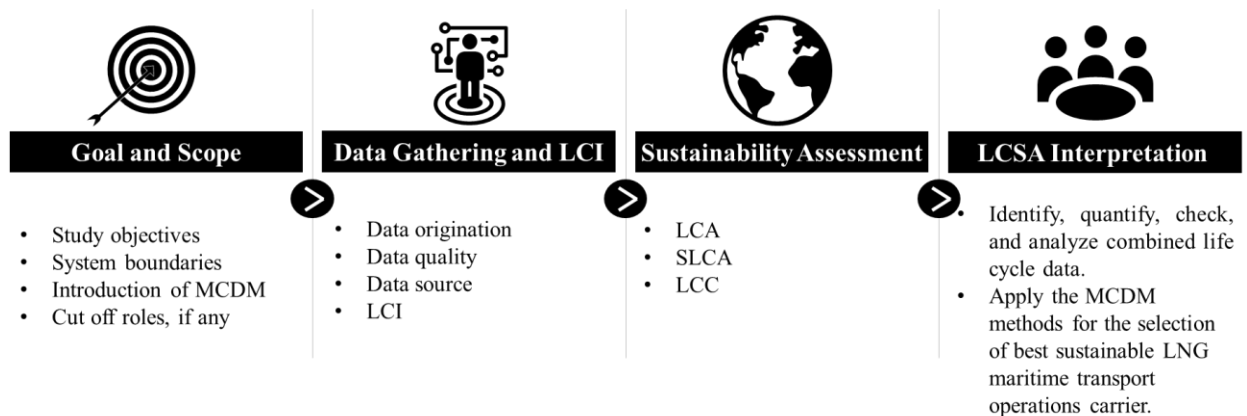 Goal and Scope
• Study objectives
• System boundaries
• Introduction of MCDM
• Cut off roles, if any
Data Gathering and LCI
• Data origination
• Data quality
• Data source
• LCI
Sustainability Assessment
• LCA
• SLCA
• LCC
LCSA Interpretation
• Identify, quantify, check,
and analyze combined life
cycle data.
• Apply the MCDM
methods for the selection
of best sustainable LNG
maritime transport
operations carrier.